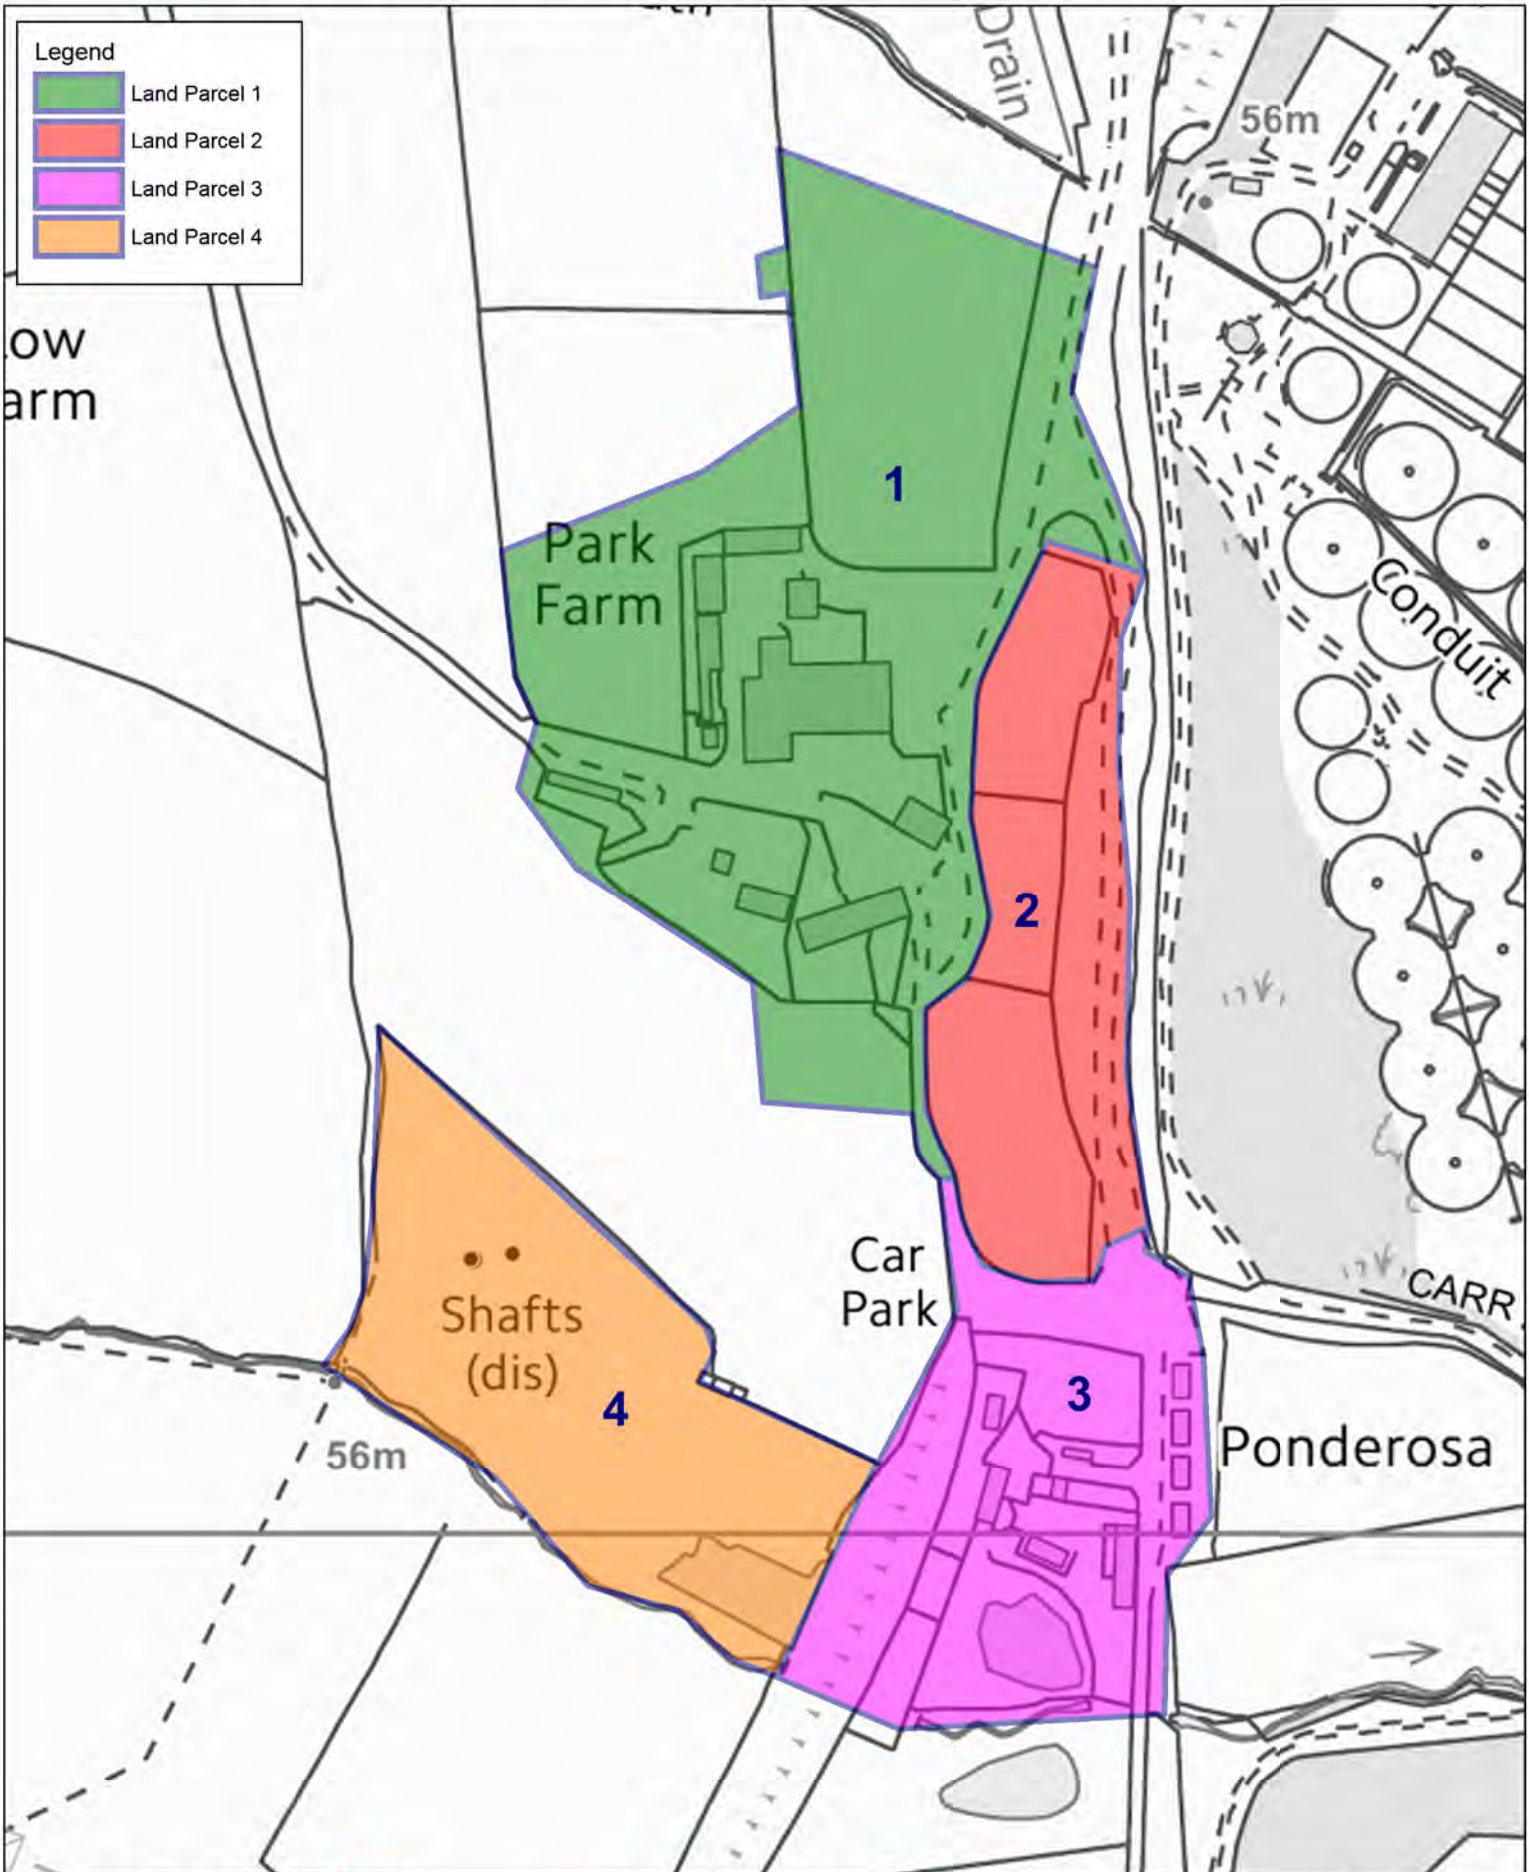 Legend
Land Parcel 1
Land Parcel 2
Land Parcel 3
Land Parcel 4
Drain
56m
ow
arm
1
Park
Farm
Conduit
2
Car
Park
CARR
Shafts
(dis)
4
3
56m
Ponderosa